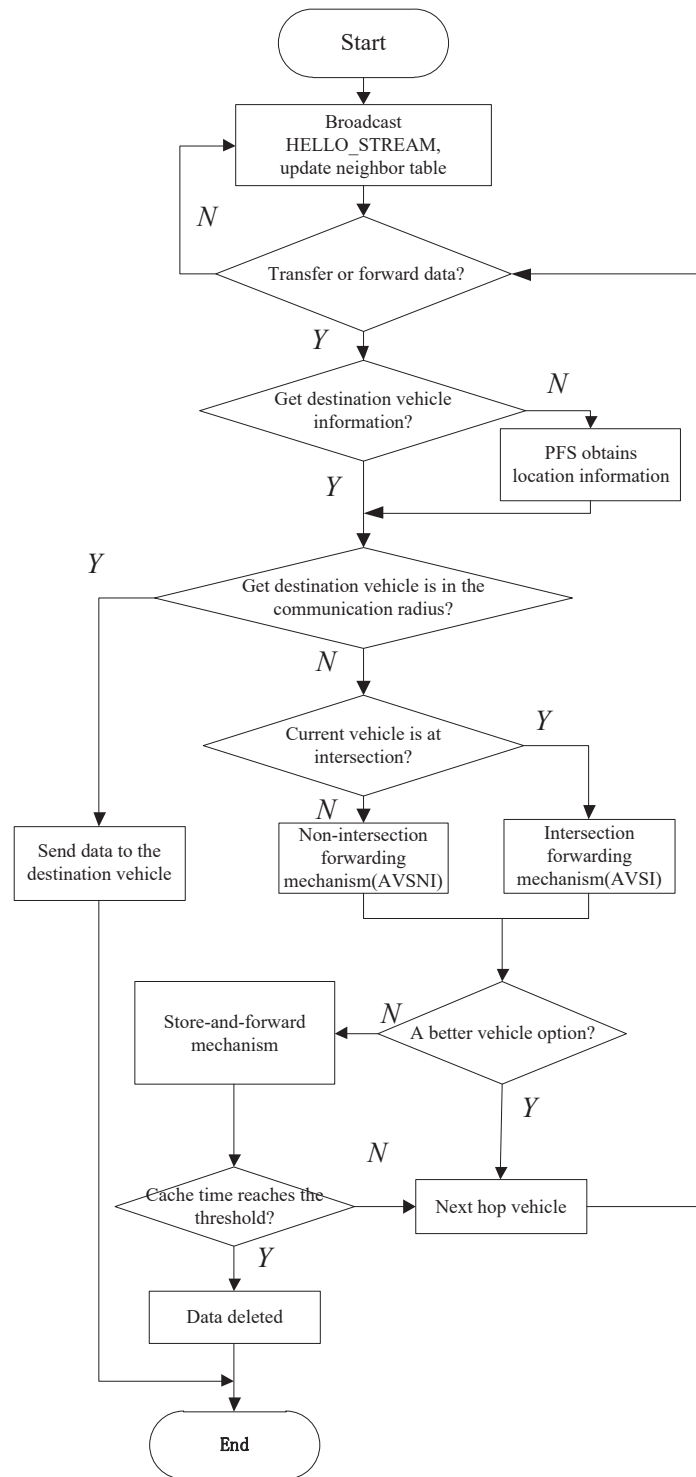 Start
Broadcast
HELLO_STREAM,
update neighbor table
N
Transfer or forward data?
Y
N
Get destination vehicle
information?
PFS obtains
location information
Y
Y
Get destination vehicle is in the
communication radius?
N
Y
Current vehicle is at
intersection?
N
Send data to the
destination vehicle
Non-intersection
forwarding
mechanism(AVSNI)
Intersection
forwarding
mechanism(AVSI)
Store-and-forward
mechanism
N
A better vehicle option?
Y
N
Cache time reaches the
threshold?
Next hop vehicle
Y
Data deleted
End